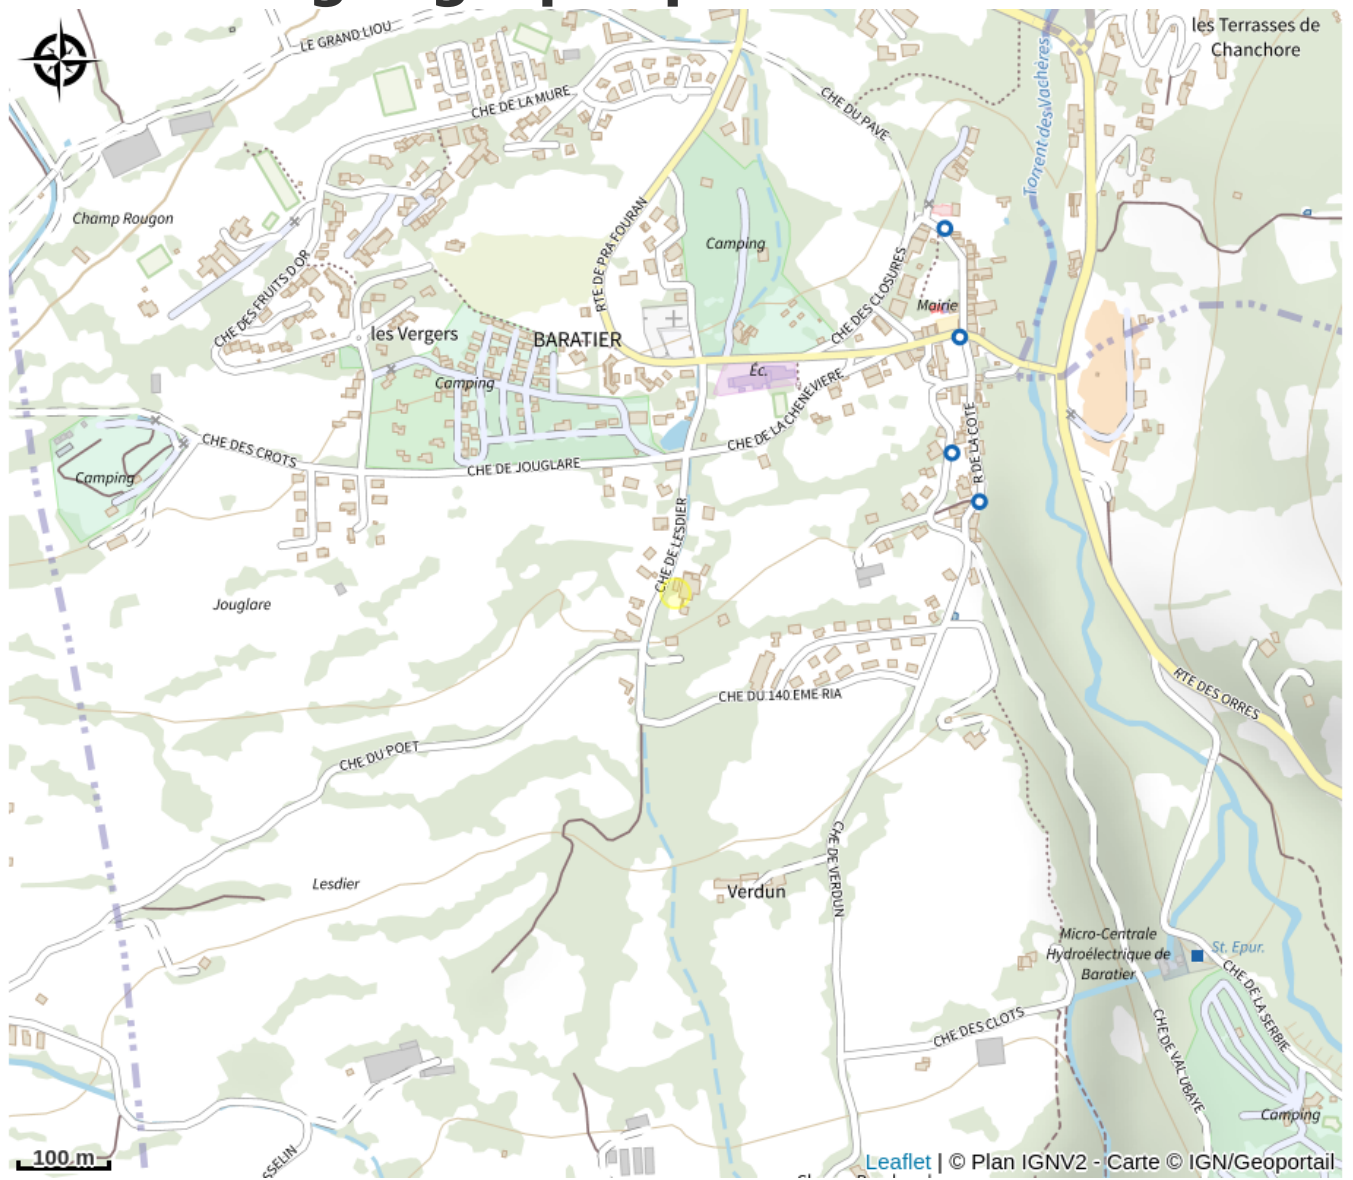 LE GRAND LIOU
les Terrasses de
Chanchore
CHE DE LA MURE
CHE DU PAVE
Torrent des Vachères
Champ Rougon
RTE DE PRA FOURAN
Camping
CHE DES FRUITS D OR
CHE DES CLOSURES
Mairie
les Vergers
BARATIER
Camping
Éc.
CHE DE LA CHENEVIERE
R DE LA COTE
CHE DES CROTS
CHE DE JOUGLARE
Camping
CHE DE LESDIER
Jouglare
CHE DU 140 EME RIA
RTE DES ORRES
CHE DU POET
CHE DE VERDUN
Lesdier
Verdun
Micro-Centrale
Hydroélectrique de
Baratier
St. Epur.
CHE DE LA SERBIE
CHE DES CLOTS
CHE DE VAL UBAYE
Camping
100 m
SSELIN
Leaflet | © Plan IGNV2 - Carte © IGN/Geoportail